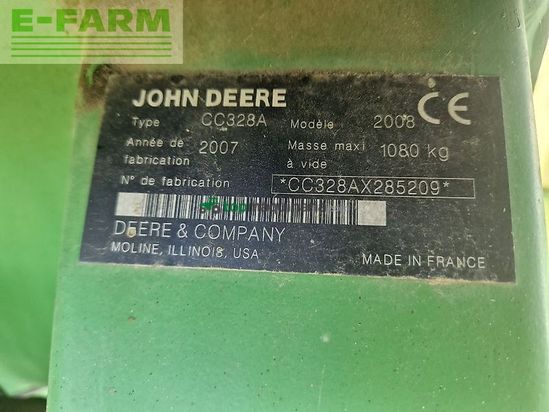 E-FARM
JOHN DEERE
Type CC328A Modèle 2008 CE
Année de fabrication 2007 Masse maxi à vide 1080 kg
N° de fabrication *CC328AX285209*
DEERE & COMPANY
MOLINE, ILLINOIS, USA
MADE IN FRANCE